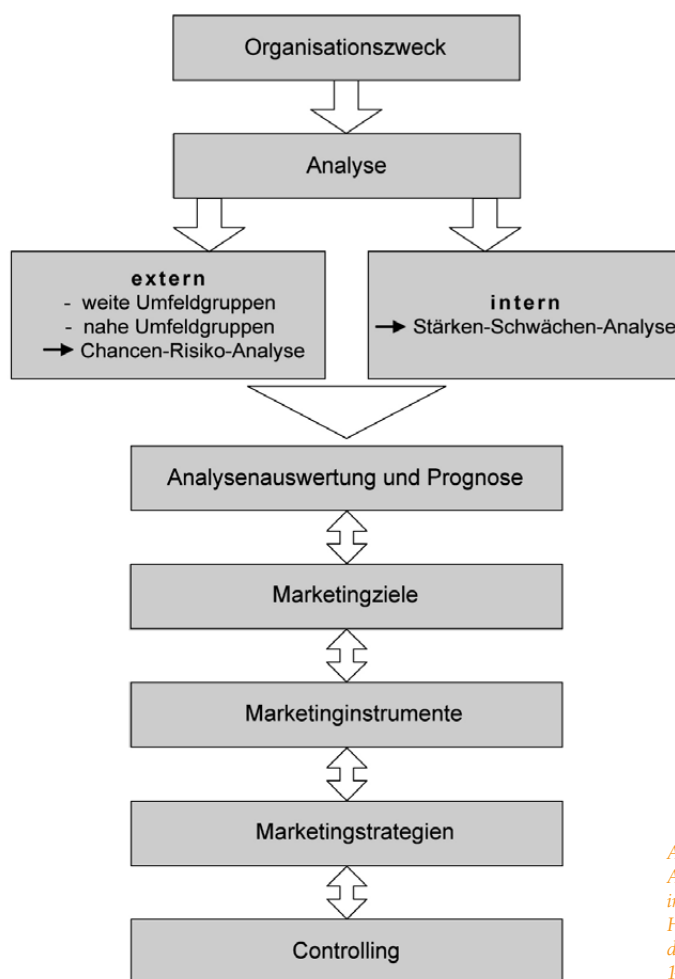 Organisationszweck
Analyse
extern
- weite Umfeldgruppen
- nahe Umfeldgruppen
→ Chancen-Risiko-Analyse
intern
→ Stärken-Schwächen-Analyse
Analysenauswertung und Prognose
Marketingziele
Marketinginstrumente
Marketingstrategien
Controlling